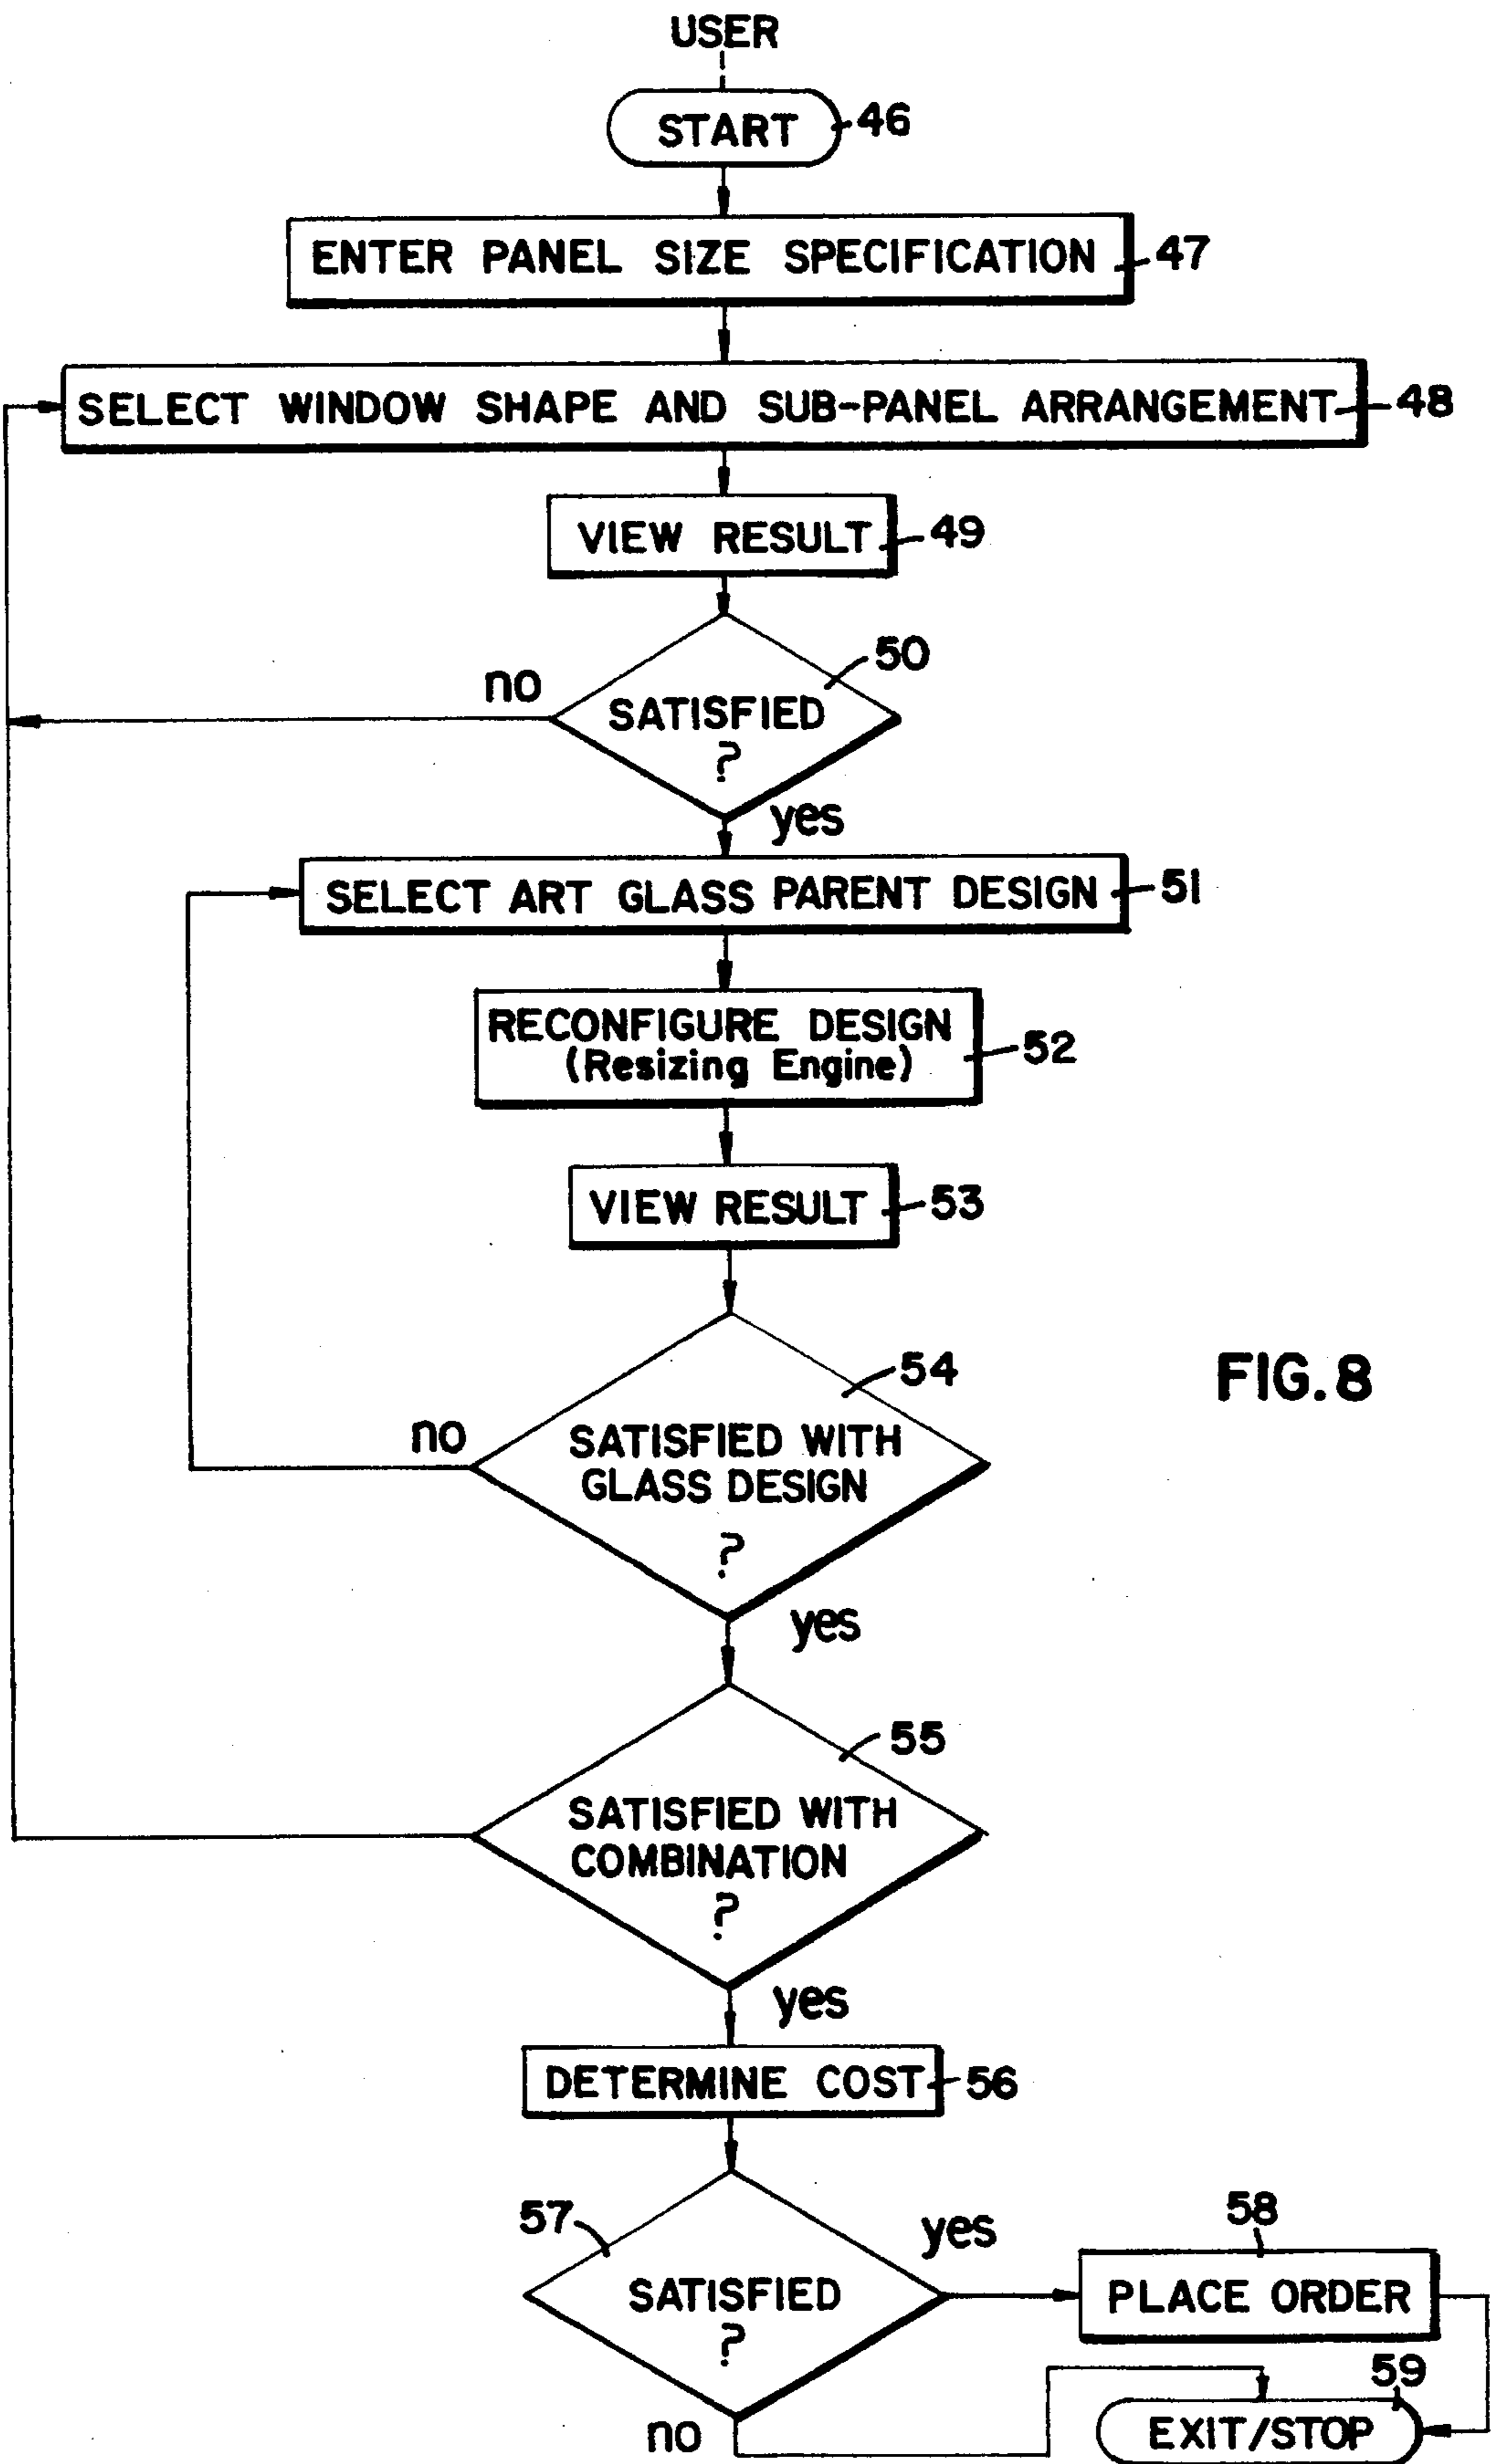 USER
START 46
ENTER PANEL SIZE SPECIFICATION 47
SELECT WINDOW SHAPE AND SUB-PANEL ARRANGEMENT 48
VIEW RESULT 49
50
no
SATISFIED
?
yes
SELECT ART GLASS PARENT DESIGN 51
RECONFIGURE DESIGN
(Resizing Engine)
52
VIEW RESULT 53
54
FIG. 8
no
SATISFIED WITH
GLASS DESIGN
?
yes
55
SATISFIED WITH
COMBINATION
?
yes
DETERMINE COST 56
57
yes
58
SATISFIED
?
PLACE ORDER
59
no
EXIT/STOP